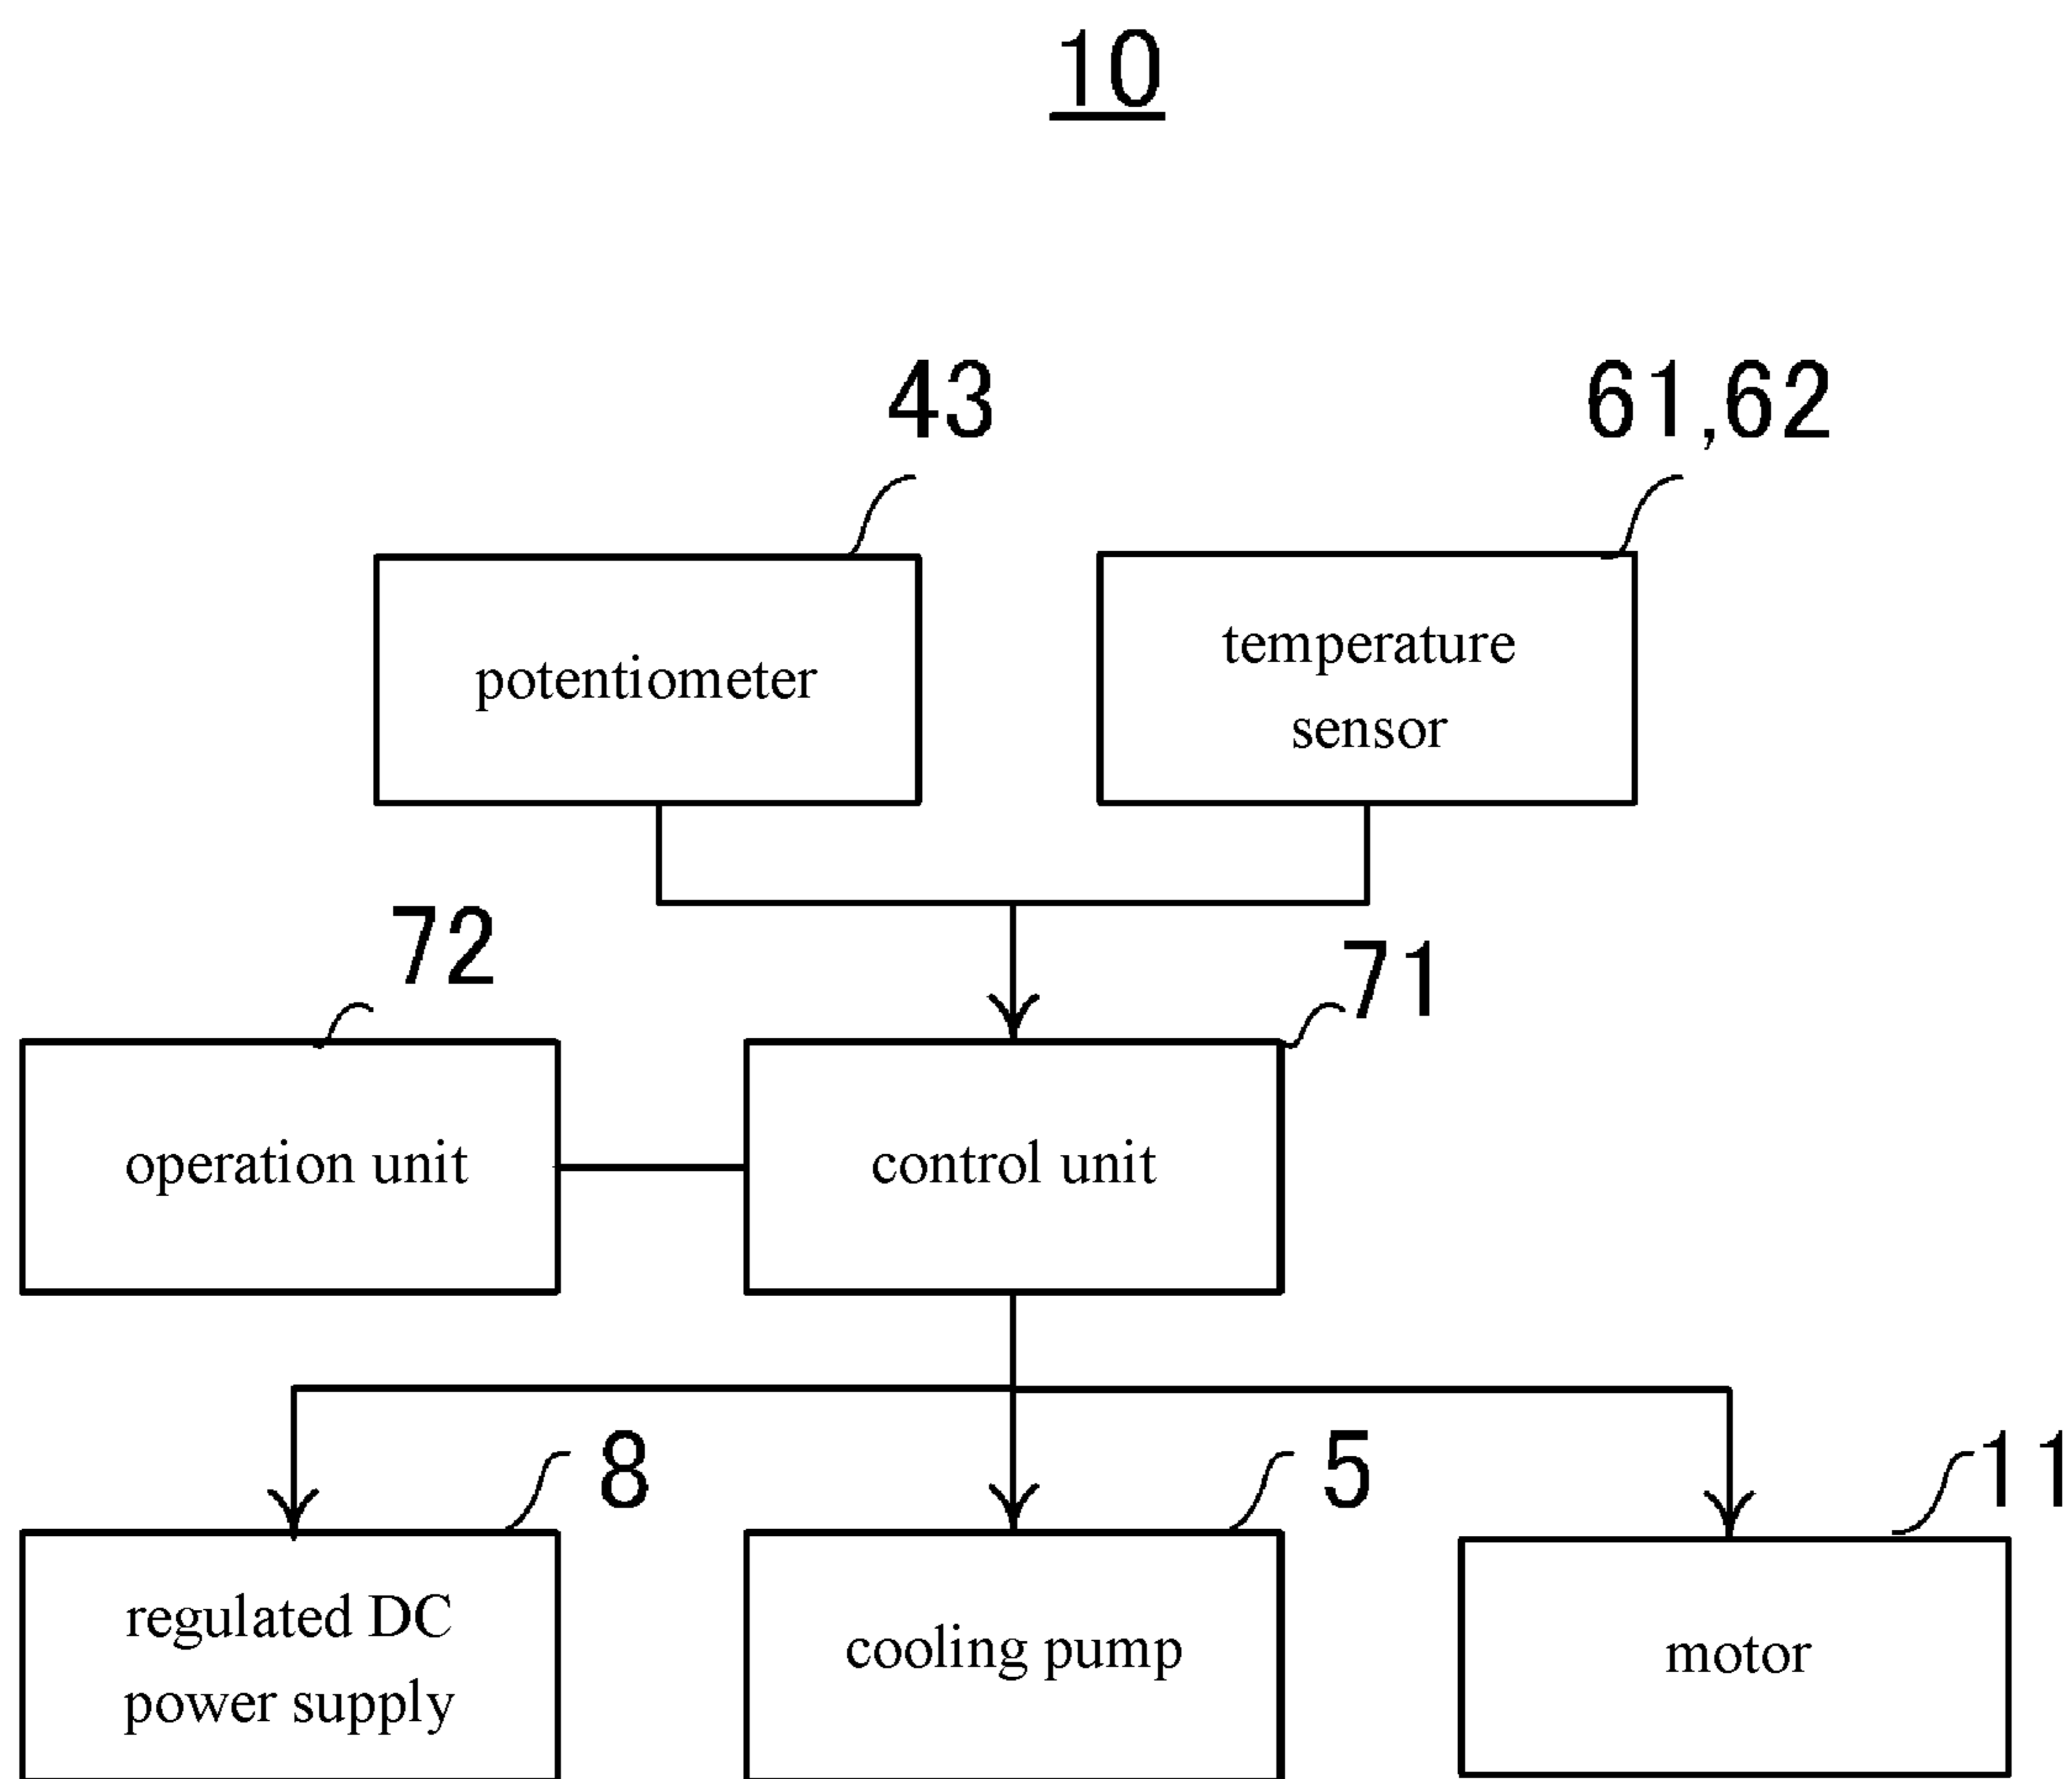 10
43
61,62
potentiometer
temperature
sensor
72
71
operation unit
control unit
8
5
11
regulated DC
power supply
cooling pump
motor